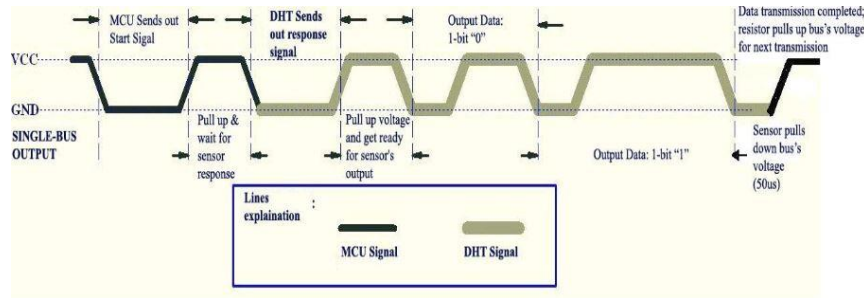 MCU Sends out
Start Sigal
DHT Sends
out response
signal
Output Data:
1-bit "0"
Data transmission completed;
resistor pulls up bus's voltage
for next transmission
VCC
GND
SINGLE-BUS
OUTPUT
Pull up &
wait for
sensor
response
Pull up voltage
and get ready
for sensor's
output
Output Data: 1-bit "1"
Sensor pulls
down bus's
voltage
(50us)
Lines :
explaination
MCU Signal
DHT Signal